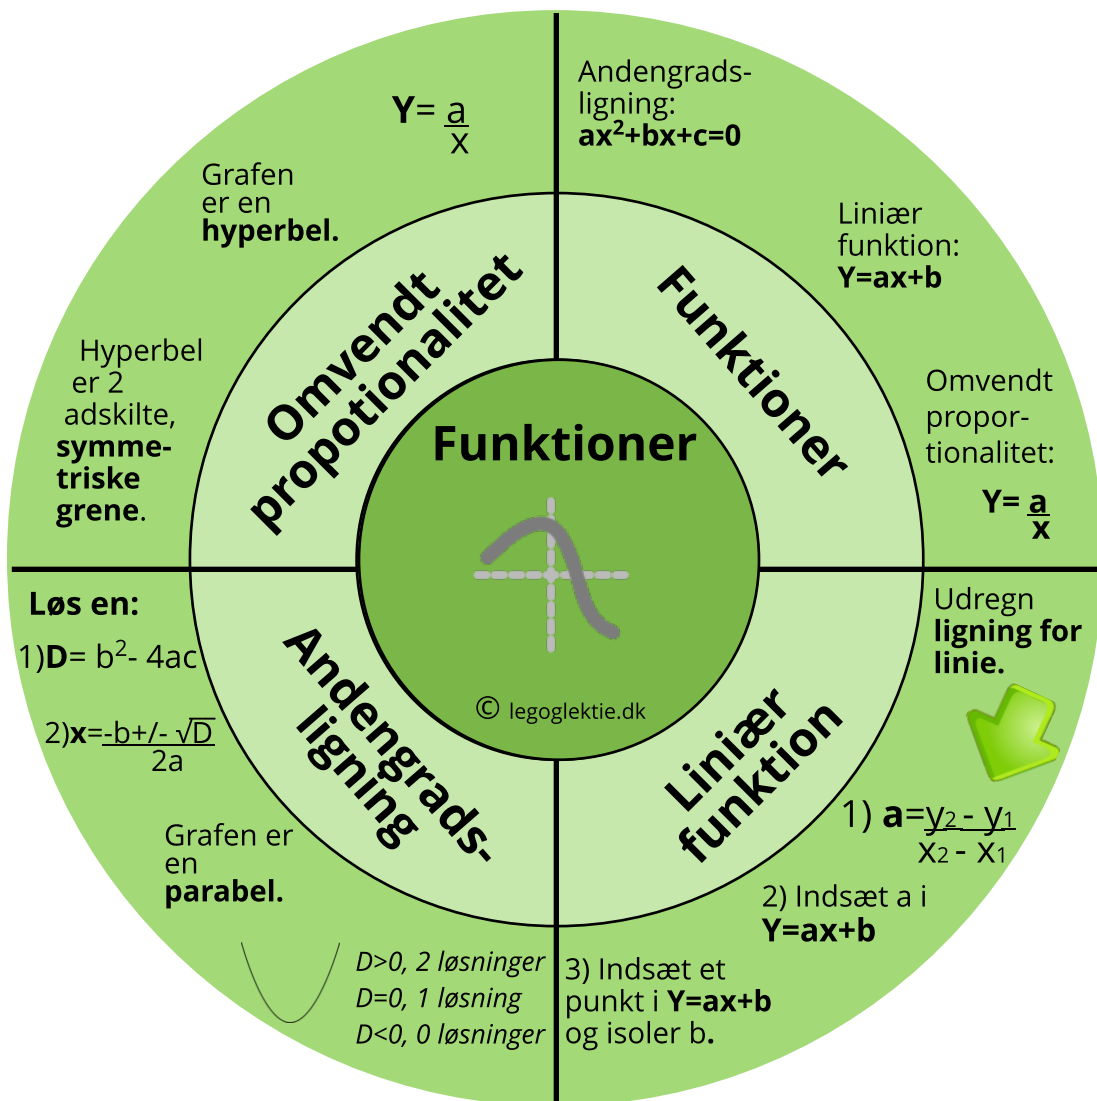 Funktioner
© legoglektie.dk
Funktioner
Andengrads-
ligning:
ax²+bx+c=0
Liniær
funktion:
Y=ax+b
Omvendt
propor-
tionalitet:
Y= a
x
Liniær
funktion
Udregn
ligning for
linie.
1) a=y₂ - y₁
x₂ - x₁
2) Indsæt a i
Y=ax+b
3) Indsæt et
punkt i Y=ax+b
og isoler b.
Andengrads-
ligning
Løs en:
1)D= b²- 4ac
2)x=-b+/- √D
2a
Grafen er
en
parabel.
D>0, 2 løsninger
D=0, 1 løsning
D<0, 0 løsninger
Omvendt
propotionalitet
Y= a
x
Grafen
er en
hyperbel.
Hyperbel
er 2
adskilte,
symme-
triske
grene.